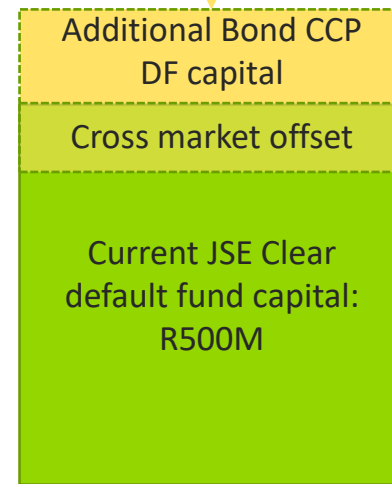 Additional Bond CCP
DF capital
Cross market offset
Current JSE Clear
default fund capital:
R500M